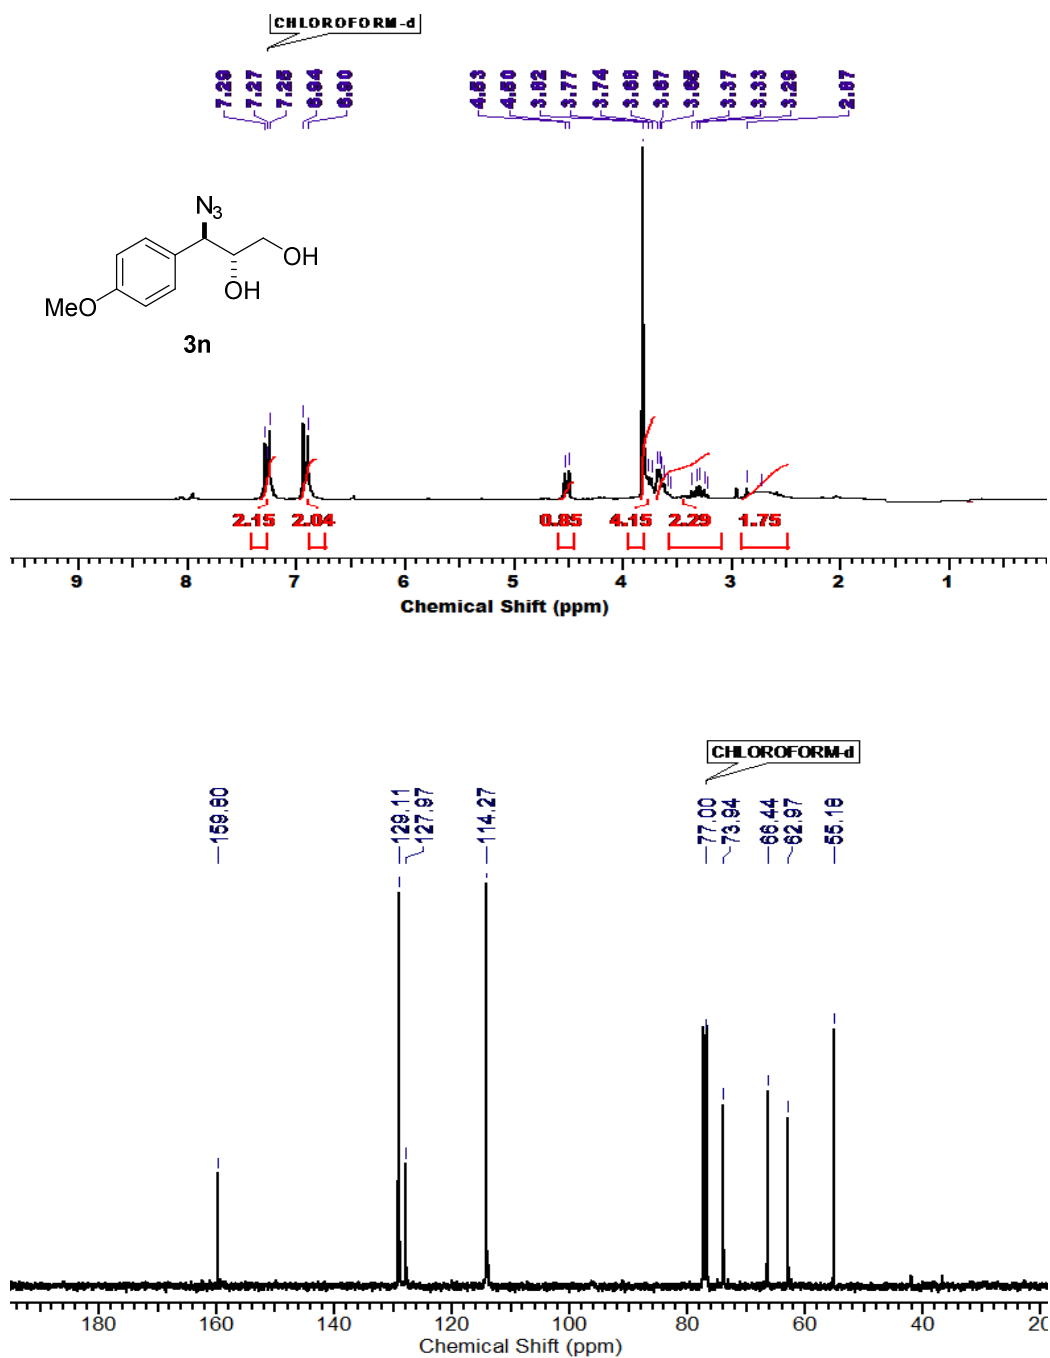 CHLOROFORM-d
7.29 7.27 7.25 6.94 6.90 4.53 4.50 3.82 3.77 3.74 3.68 3.67 3.65 3.37 3.33 3.29 2.87
N3
OH
OH
MeO
3n
2.15 2.04 0.85 4.15 2.29 1.75
9 8 7 6 5 4 3 2 1
Chemical Shift (ppm)
CHLOROFORM-d
159.80 129.11 127.97 114.27 77.00 73.94 66.44 62.97 55.18
180 160 140 120 100 80 60 40 20
Chemical Shift (ppm)